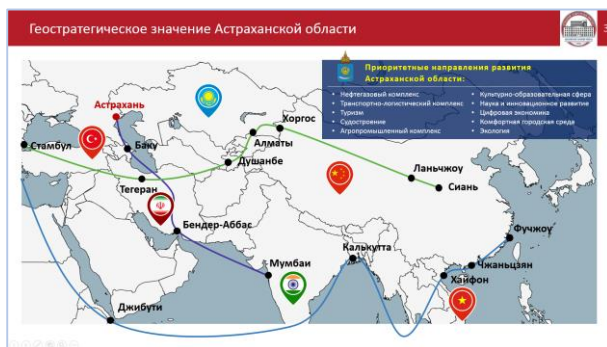 Геостратегическое значение Астраханской области
3
Приоритетные направления развития
Астраханской области:
• Нефтегазовый комплекс
• Транспортно-логистический комплекс
• Туризм
• Судостроение
• Агропромышленный комплекс
• Культурно-образовательная сфера
• Наука и инновационное развитие
• Цифровая экономика
• Комфортная городская среда
• Экология
Астрахань
Хоргос
Стамбул
Баку
Алматы
Душанбе
Ланьчжоу
Тегеран
Сиань
Бендер-Аббас
Фучжоу
Калькутта
Мумбаи
Чжаньцзян
Хайфон
Джибути